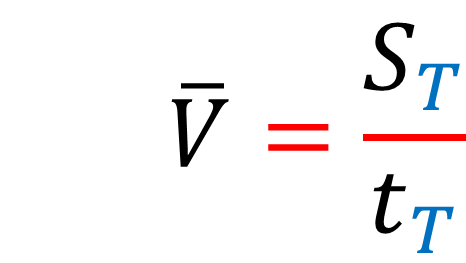 V̄ = S_T / t_T